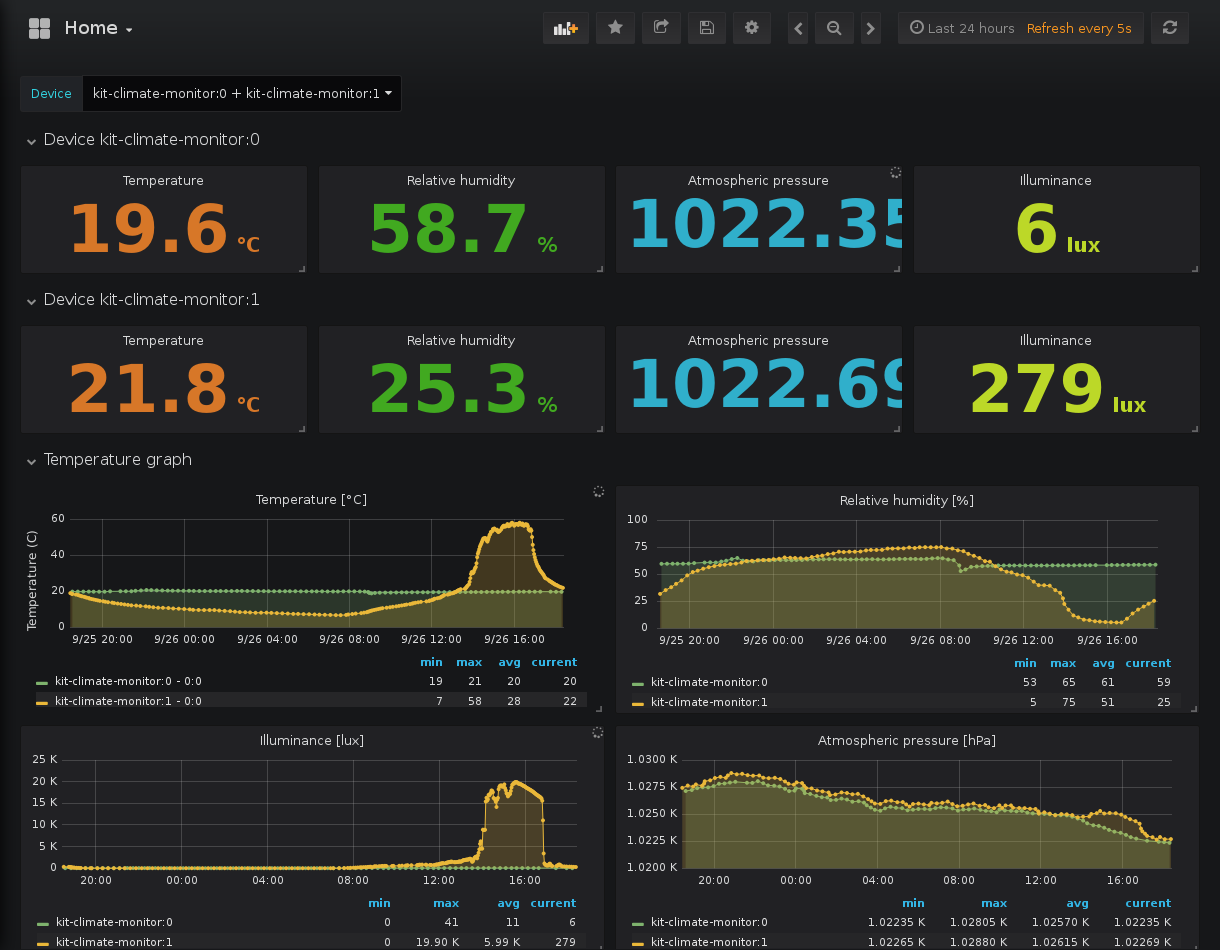 Home
Last 24 hours Refresh every 5s
Device kit-climate-monitor:0 + kit-climate-monitor:1
Device kit-climate-monitor:0
Temperature Relative humidity Atmospheric pressure Illuminance
19.6 °C 58.7 % 1022.35 6 lux
Device kit-climate-monitor:1
Temperature Relative humidity Atmospheric pressure Illuminance
21.8 °C 25.3 % 1022.69 279 lux
Temperature graph
Temperature [°C]
Temperature (C)
60
40
20
0
9/25 20:00 9/26 00:00 9/26 04:00 9/26 08:00 9/26 12:00 9/26 16:00
min max avg current
kit-climate-monitor:0 - 0:0 19 21 20 20
kit-climate-monitor:1 - 0:0 7 58 28 22
Relative humidity [%]
100
75
50
25
0
9/25 20:00 9/26 00:00 9/26 04:00 9/26 08:00 9/26 12:00 9/26 16:00
min max avg current
kit-climate-monitor:0 53 65 61 59
kit-climate-monitor:1 5 75 51 25
Illuminance [lux]
25 K
20 K
15 K
10 K
5 K
0
20:00 00:00 04:00 08:00 12:00 16:00
min max avg current
kit-climate-monitor:0 0 41 11 6
kit-climate-monitor:1 0 19.90 K 5.99 K 279
Atmospheric pressure [hPa]
1.0300 K
1.0275 K
1.0250 K
1.0225 K
1.0200 K
20:00 00:00 04:00 08:00 12:00 16:00
min max avg current
kit-climate-monitor:0 1.02235 K 1.02805 K 1.02570 K 1.02235 K
kit-climate-monitor:1 1.02265 K 1.02880 K 1.02615 K 1.02269 K